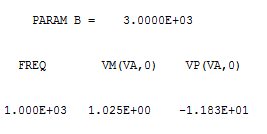 PARAM B = 3.0000E+03
FREQ VM(VA,0) VP(VA,0)
1.000E+03 1.025E+00 -1.183E+01